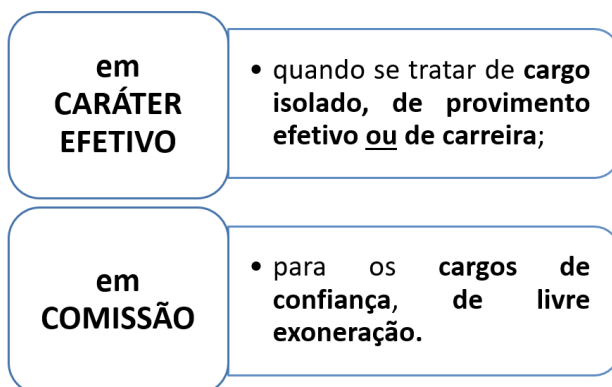 em
CARÁTER
EFETIVO
• quando se tratar de cargo
isolado, de provimento
efetivo ou de carreira;
em
COMISSÃO
• para os cargos de
confiança, de livre
exoneração.